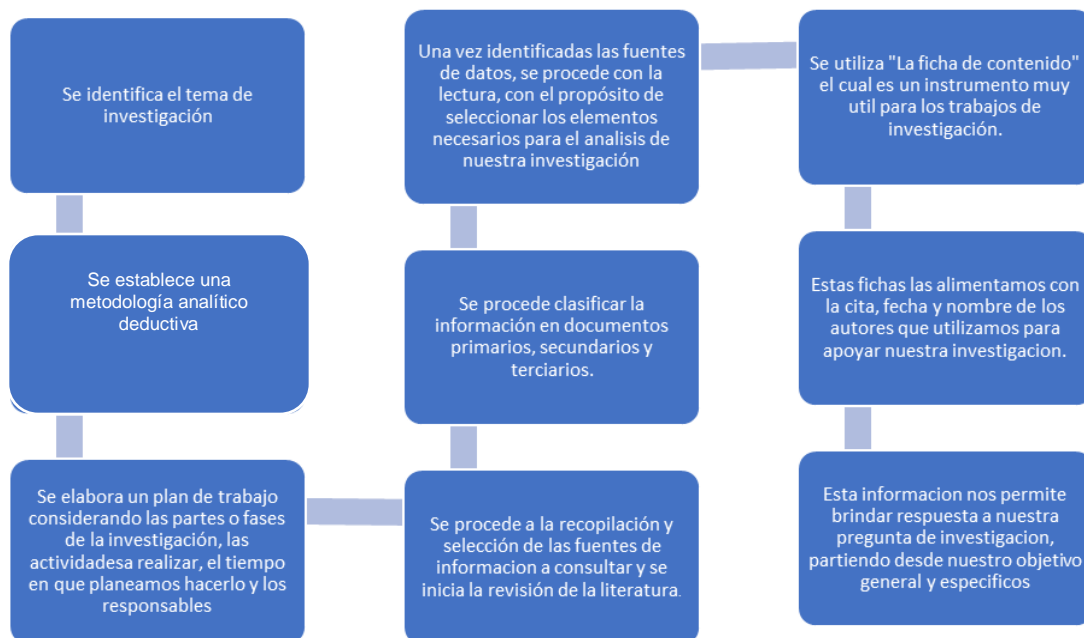 Se identifica el tema de
investigación
Se establece una
metodología analítico
deductiva
Se elabora un plan de trabajo
considerando las partes o fases
de la investigación, las
actividadesa realizar, el tiempo
en que planeamos hacerlo y los
responsables
Se procede a la recopilación y
selección de las fuentes de
informacion a consultar y se
inicia la revisión de la literatura.
Se procede clasificar la
información en documentos
primarios, secundarios y
terciarios.
Una vez identificadas las fuentes
de datos, se procede con la
lectura, con el propósito de
seleccionar los elementos
necesarios para el analisis de
nuestra investigación
Se utiliza "La ficha de contenido"
el cual es un instrumento muy
util para los trabajos de
investigación.
Estas fichas las alimentamos con
la cita, fecha y nombre de los
autores que utilizamos para
apoyar nuestra investigacion.
Esta informacion nos permite
brindar respuesta a nuestra
pregunta de investigacion,
partiendo desde nuestro objetivo
general y especificos